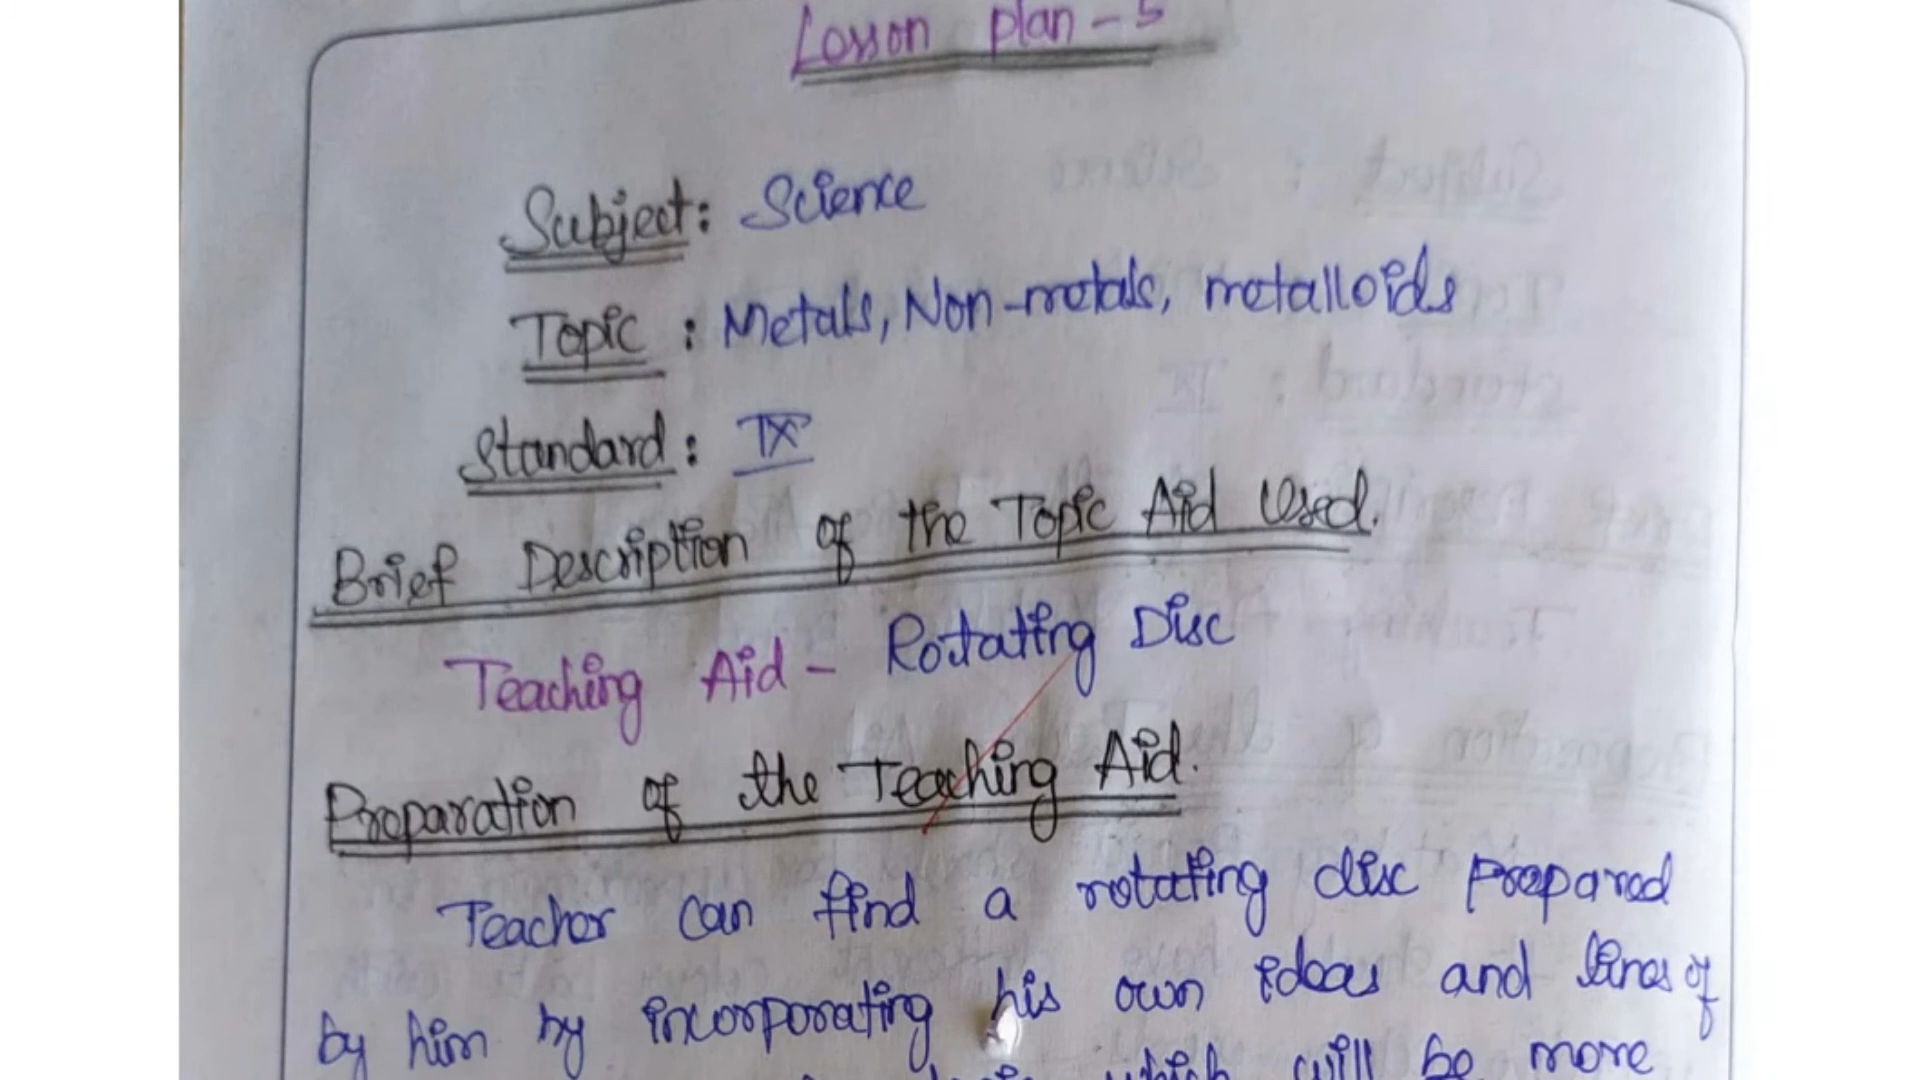 Lesson plan - 5
Subject: Science
Topic : Metals, Non-metals, metalloids
Standard: IX
Brief Description of the Topic Aid Used.
Teaching Aid - Rotating Disc
Preparation of the Teaching Aid.
Teacher can find a rotating disc prepared
by him by incorporating his own ideas and lines of
which will be more